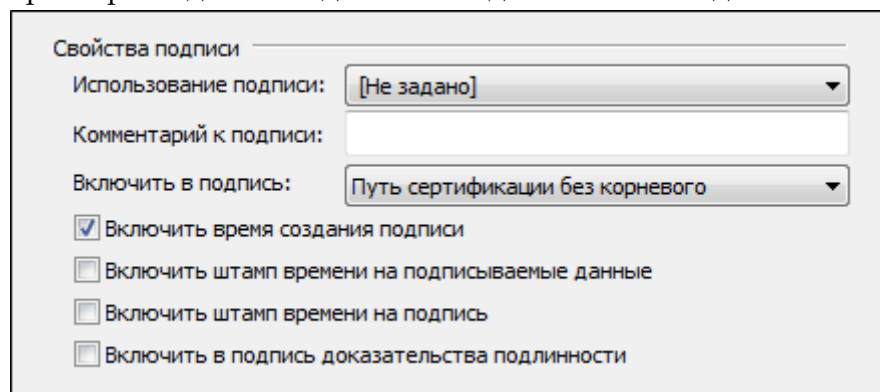 Свойства подписи
Использование подписи: [Не задано]
Комментарий к подписи:
Включить в подпись: Путь сертификации без корневого
Включить время создания подписи
Включить штамп времени на подписываемые данные
Включить штамп времени на подпись
Включить в подпись доказательства подлинности